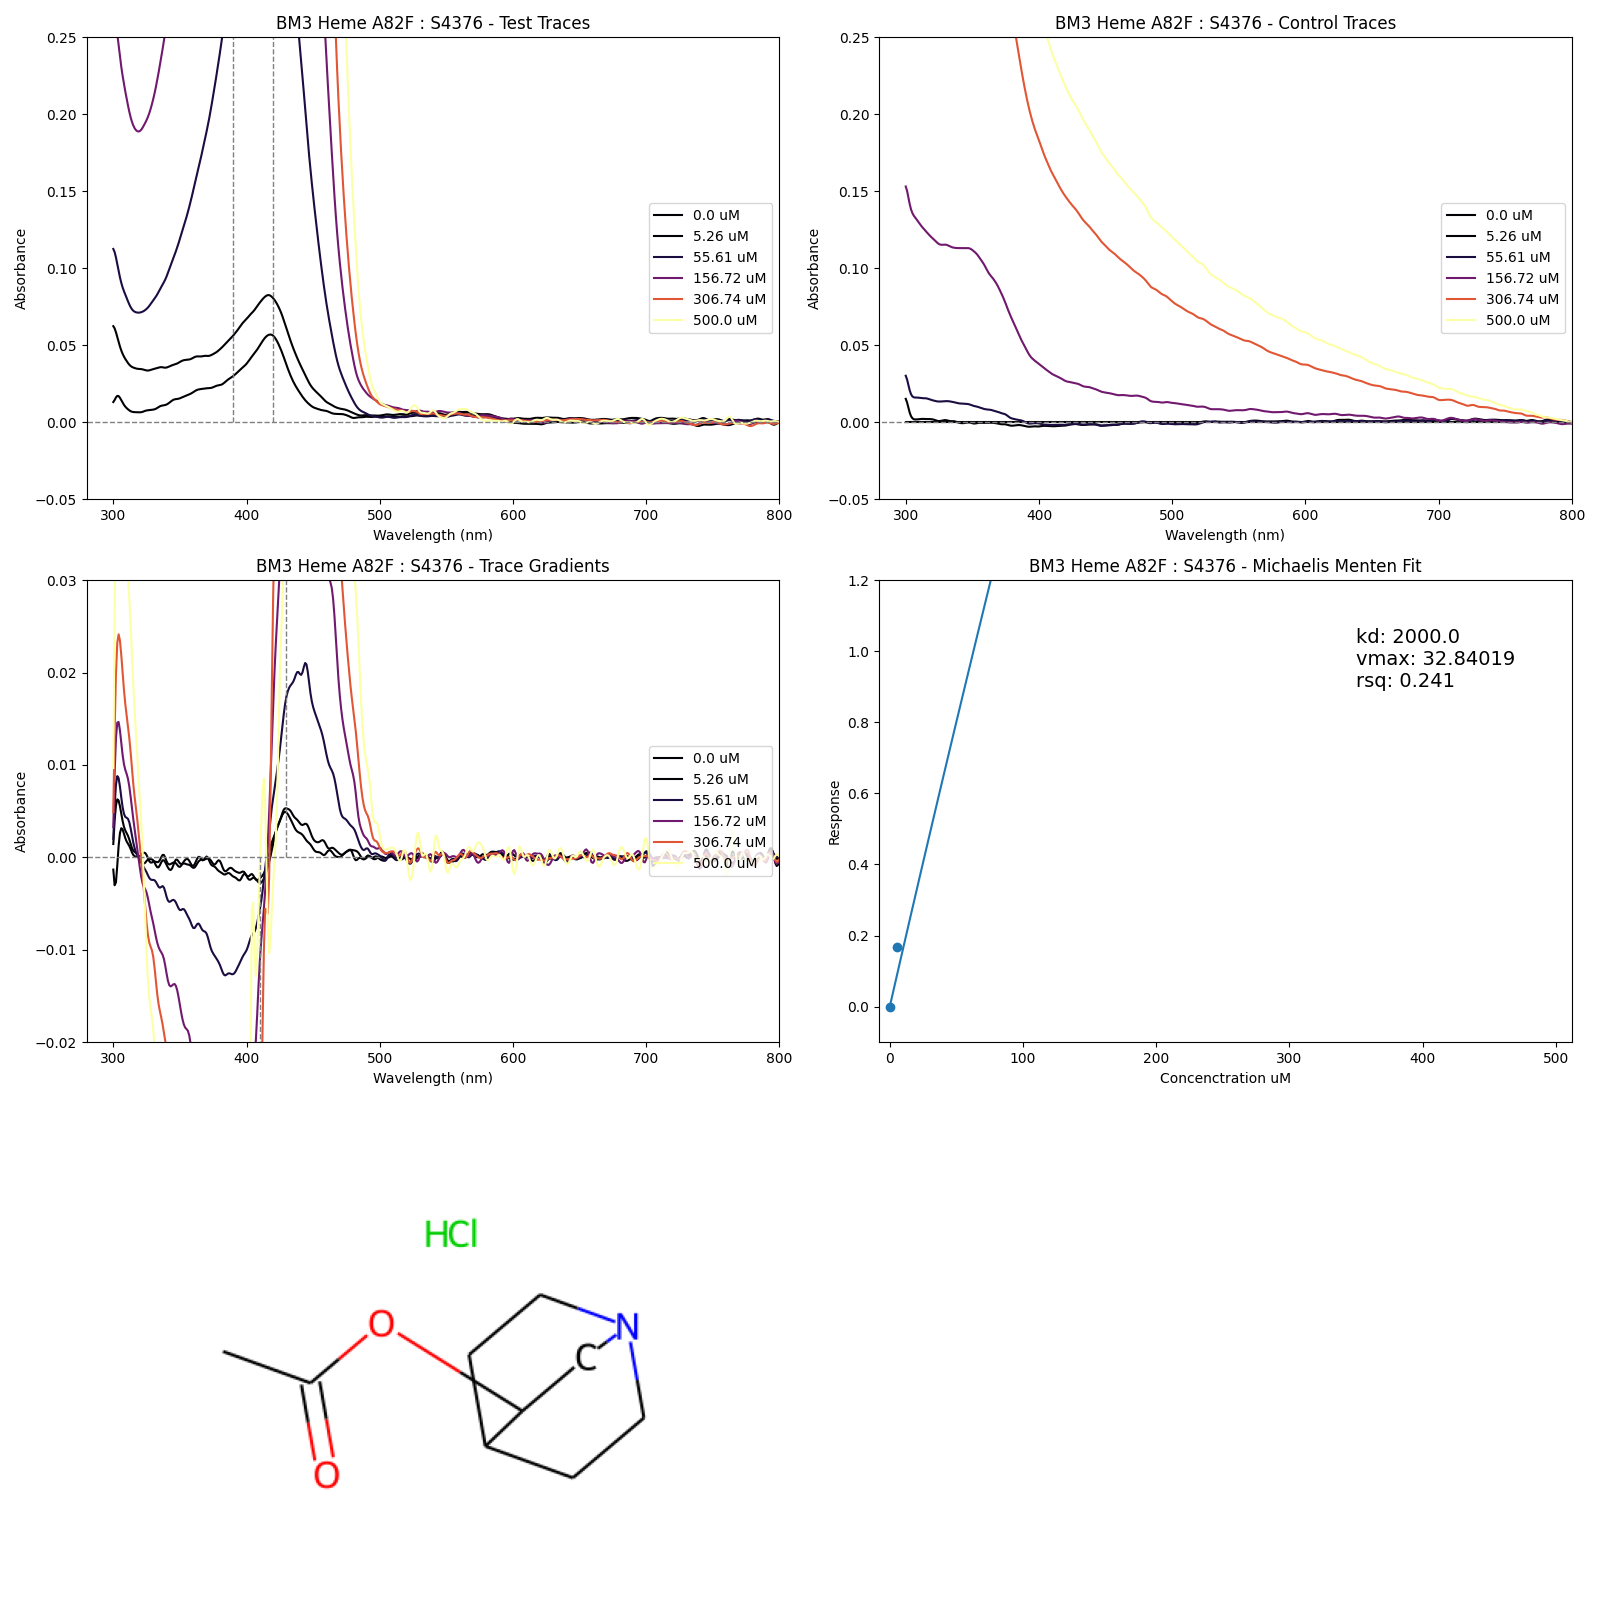 BM3 Heme A82F : S4376 - Test Traces
0.25
0.20
0.15
0.10
0.05
0.00
−0.05
Absorbance
300
400
500
600
700
800
Wavelength (nm)
0.0 uM
5.26 uM
55.61 uM
156.72 uM
306.74 uM
500.0 uM
BM3 Heme A82F : S4376 - Control Traces
0.25
0.20
0.15
0.10
0.05
0.00
−0.05
Absorbance
300
400
500
600
700
800
Wavelength (nm)
0.0 uM
5.26 uM
55.61 uM
156.72 uM
306.74 uM
500.0 uM
BM3 Heme A82F : S4376 - Trace Gradients
0.03
0.02
0.01
0.00
−0.01
−0.02
Absorbance
300
400
500
600
700
800
Wavelength (nm)
0.0 uM
5.26 uM
55.61 uM
156.72 uM
306.74 uM
500.0 uM
BM3 Heme A82F : S4376 - Michaelis Menten Fit
1.2
1.0
0.8
0.6
0.4
0.2
0.0
Response
0
100
200
300
400
500
Concenctration uM
kd: 2000.0
vmax: 32.84019
rsq: 0.241
HCl
O
N
C
O